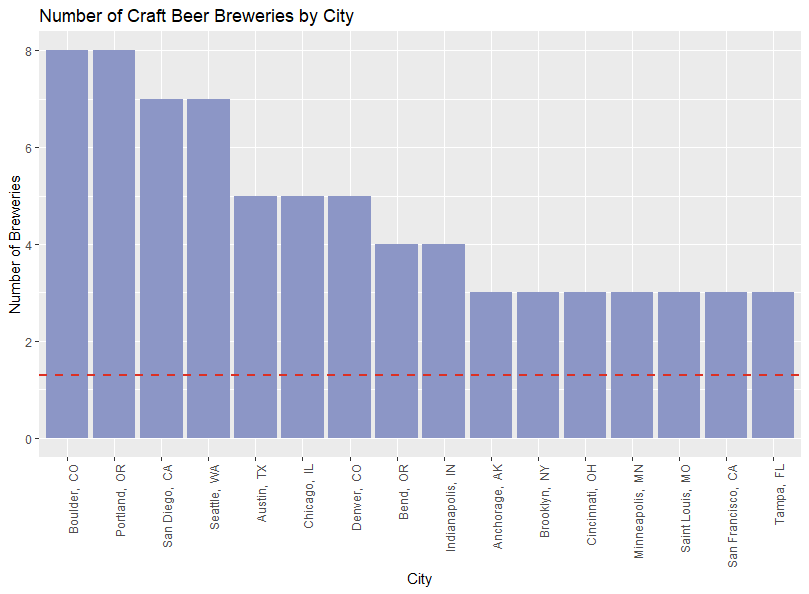 Number of Craft Beer Breweries by City
Number of Breweries
8
6
4
2
0
Boulder, CO
Portland, OR
San Diego, CA
Seattle, WA
Austin, TX
Chicago, IL
Denver, CO
Bend, OR
Indianapolis, IN
Anchorage, AK
Brooklyn, NY
Cincinnati, OH
Minneapolis, MN
Saint Louis, MO
San Francisco, CA
Tampa, FL
City